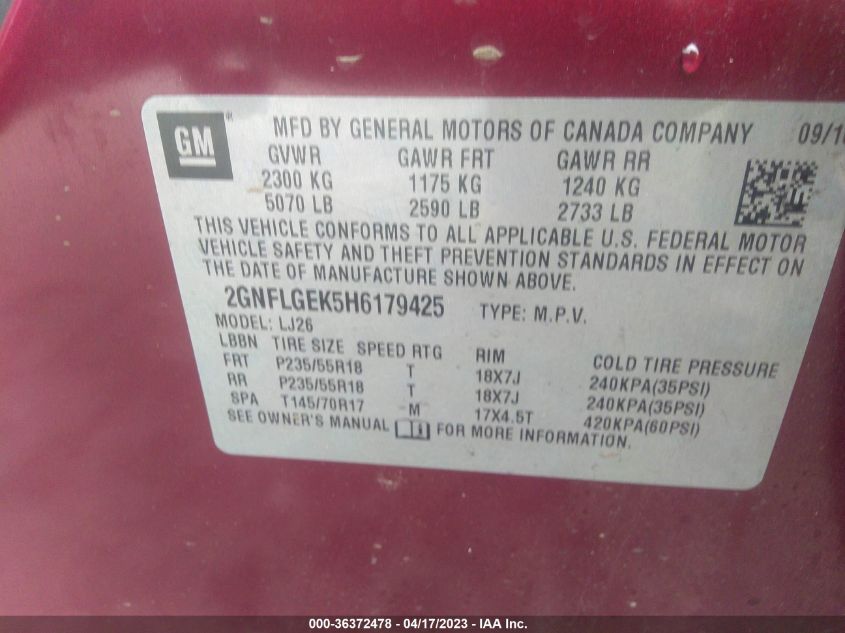 GM ® MFD BY GENERAL MOTORS OF CANADA COMPANY
GVWR GAWR FRT GAWR RR
2300 KG 1175 KG 1240 KG
5070 LB 2590 LB 2733 LB
THIS VEHICLE CONFORMS TO ALL APPLICABLE U.S. FEDERAL MOTOR
VEHICLE SAFETY AND THEFT PREVENTION STANDARDS IN EFFECT ON
THE DATE OF MANUFACTURE SHOWN ABOVE.
2GNFLGEK5H6179425 TYPE: M.P.V.
MODEL: LJ26
LBBN TIRE SIZE SPEED RTG RIM COLD TIRE PRESSURE
FRT P235/55R18 T 18X7J 240KPA(35PSI)
RR P235/55R18 T 18X7J 240KPA(35PSI)
SPA T145/70R17 M 17X4.5T 420KPA(60PSI)
SEE OWNER'S MANUAL FOR MORE INFORMATION.
000-36372478 - 04/17/2023 - IAA Inc.